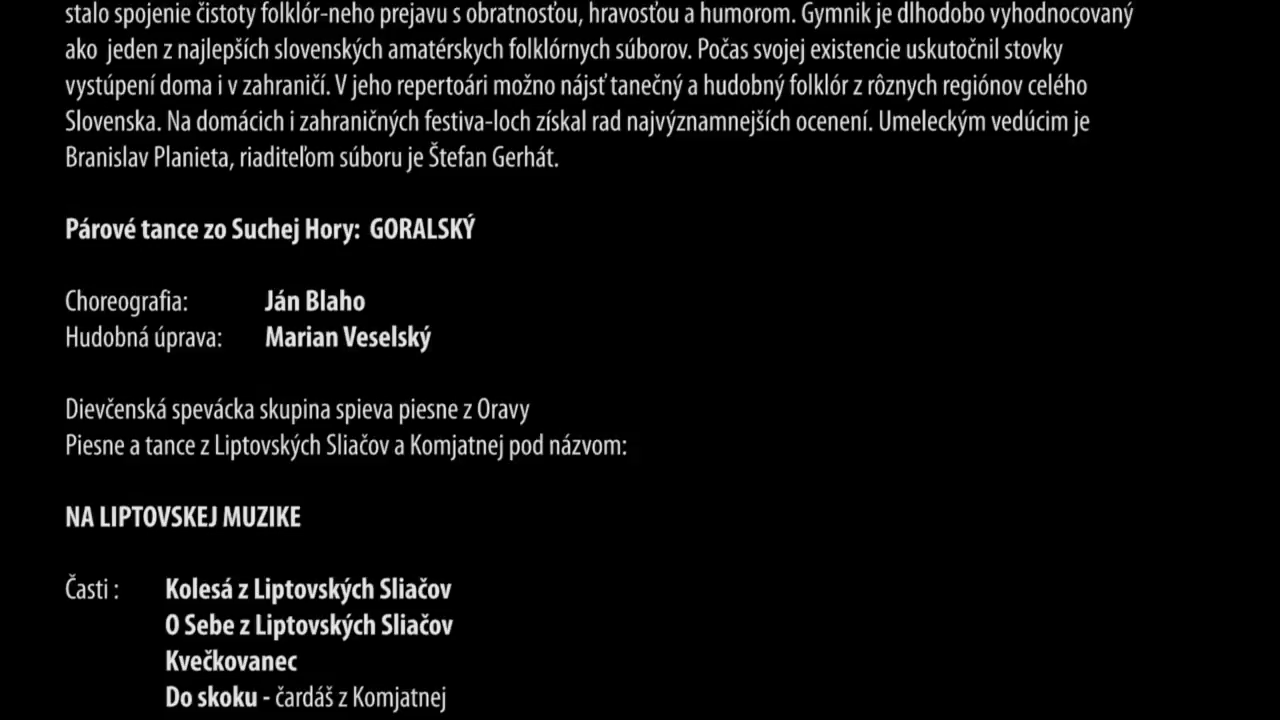 stalo spojenie čistoty folklór-neho prejavu s obratnosťou, hravosťou a humorom. Gymnik je dlhodobo vyhodnocovaný
ako jeden z najlepších slovenských amatérskych folklórnych súborov. Počas svojej existencie uskutočnil stovky
vystúpení doma i v zahraničí. V jeho repertoári možno nájsť tanečný a hudobný folklór z rôznych regiónov celého
Slovenska. Na domácich i zahraničných festiva-loch získal rad najvýznamnejších ocenení. Umeleckým vedúcim je
Branislav Planieta, riaditeľom súboru je Štefan Gerhát.
Párové tance zo Suchej Hory: GORALSKÝ
Choreografia: Ján Blaho
Hudobná úprava: Marian Veselský
Dievčenská spevácka skupina spieva piesne z Oravy
Piesne a tance z Liptovských Sliačov a Komjatnej pod názvom:
NA LIPTOVSKEJ MUZIKE
Časti : Kolesá z Liptovských Sliačov
O Sebe z Liptovských Sliačov
Kvečkovanec
Do skoku - čardáš z Komjatnej